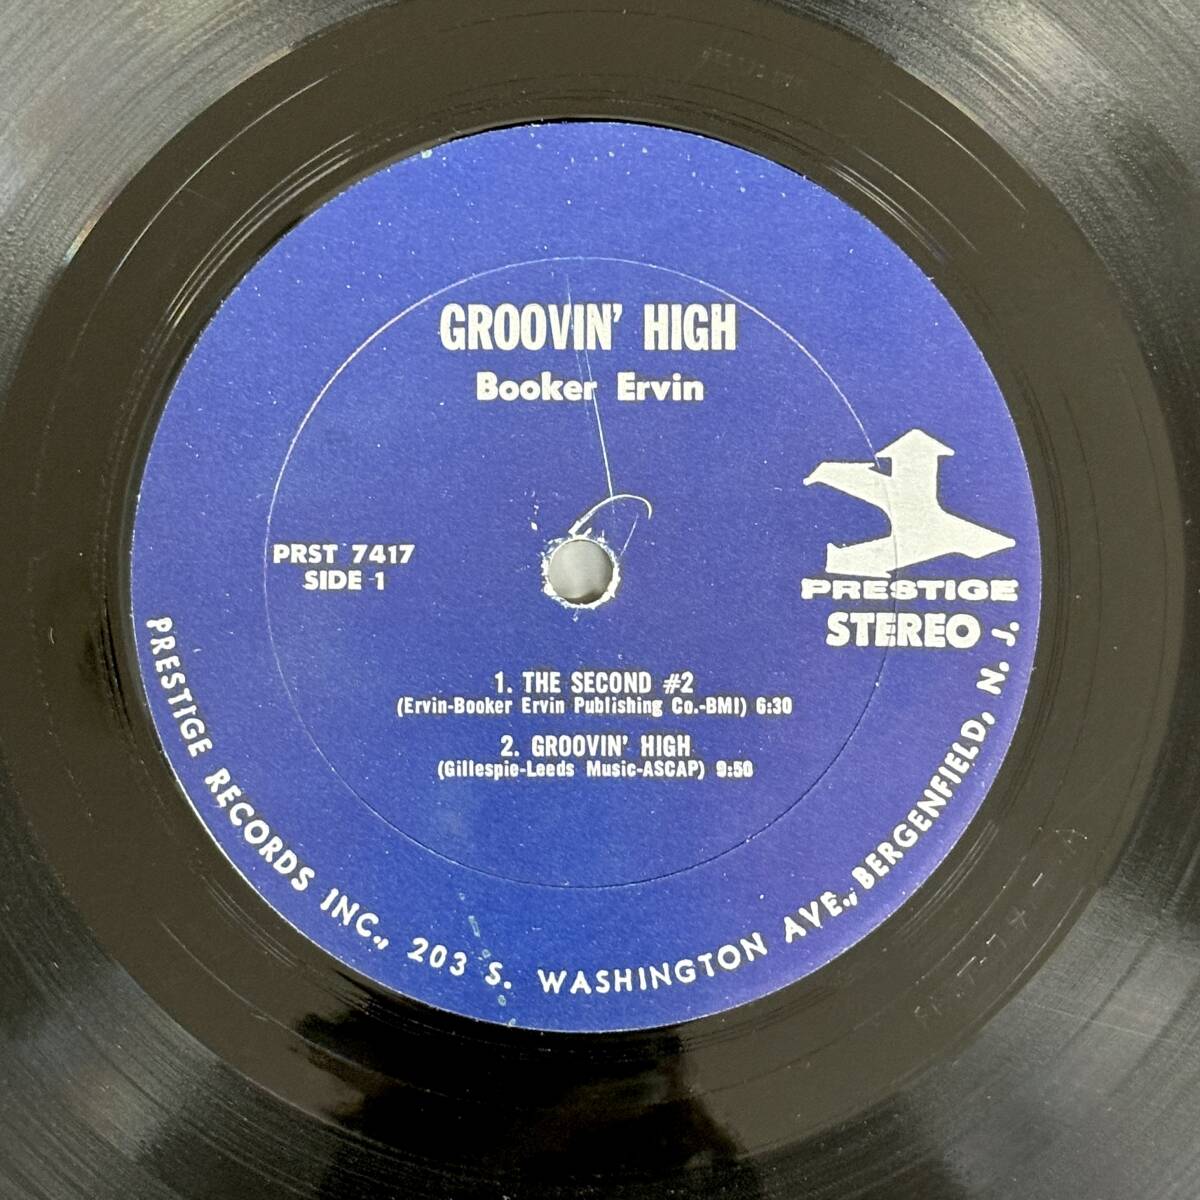 GROOVIN' HIGH
Booker Ervin
PRST 7417
SIDE 1
PRESTIGE
STEREO
1. THE SECOND #2
(Ervin-Booker Ervin Publishing Co.-BMI) 6:30
2. GROOVIN' HIGH
(Gillespie-Leeds Music-ASCAP) 9:50
PRESTIGE RECORDS INC., 203 S. WASHINGTON AVE., BERGENFIELD, N. J.